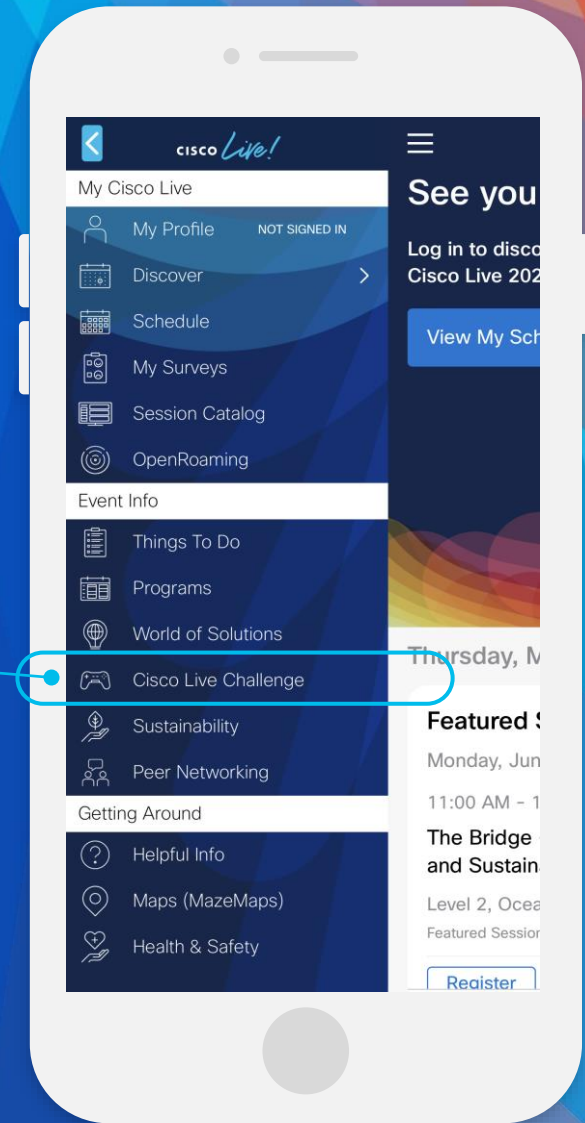 cisco Live!
My Cisco Live
My Profile NOT SIGNED IN
Discover
Schedule
My Surveys
Session Catalog
OpenRoaming
Event Info
Things To Do
Programs
World of Solutions
Cisco Live Challenge
Sustainability
Peer Networking
Getting Around
Helpful Info
Maps (MazeMaps)
Health & Safety
See you
Log in to disco
Cisco Live 202
View My Sch
Thursday, M
Featured S
Monday, Jun
11:00 AM - 1
The Bridge
and Sustain
Level 2, Ocea
Featured Session
Register